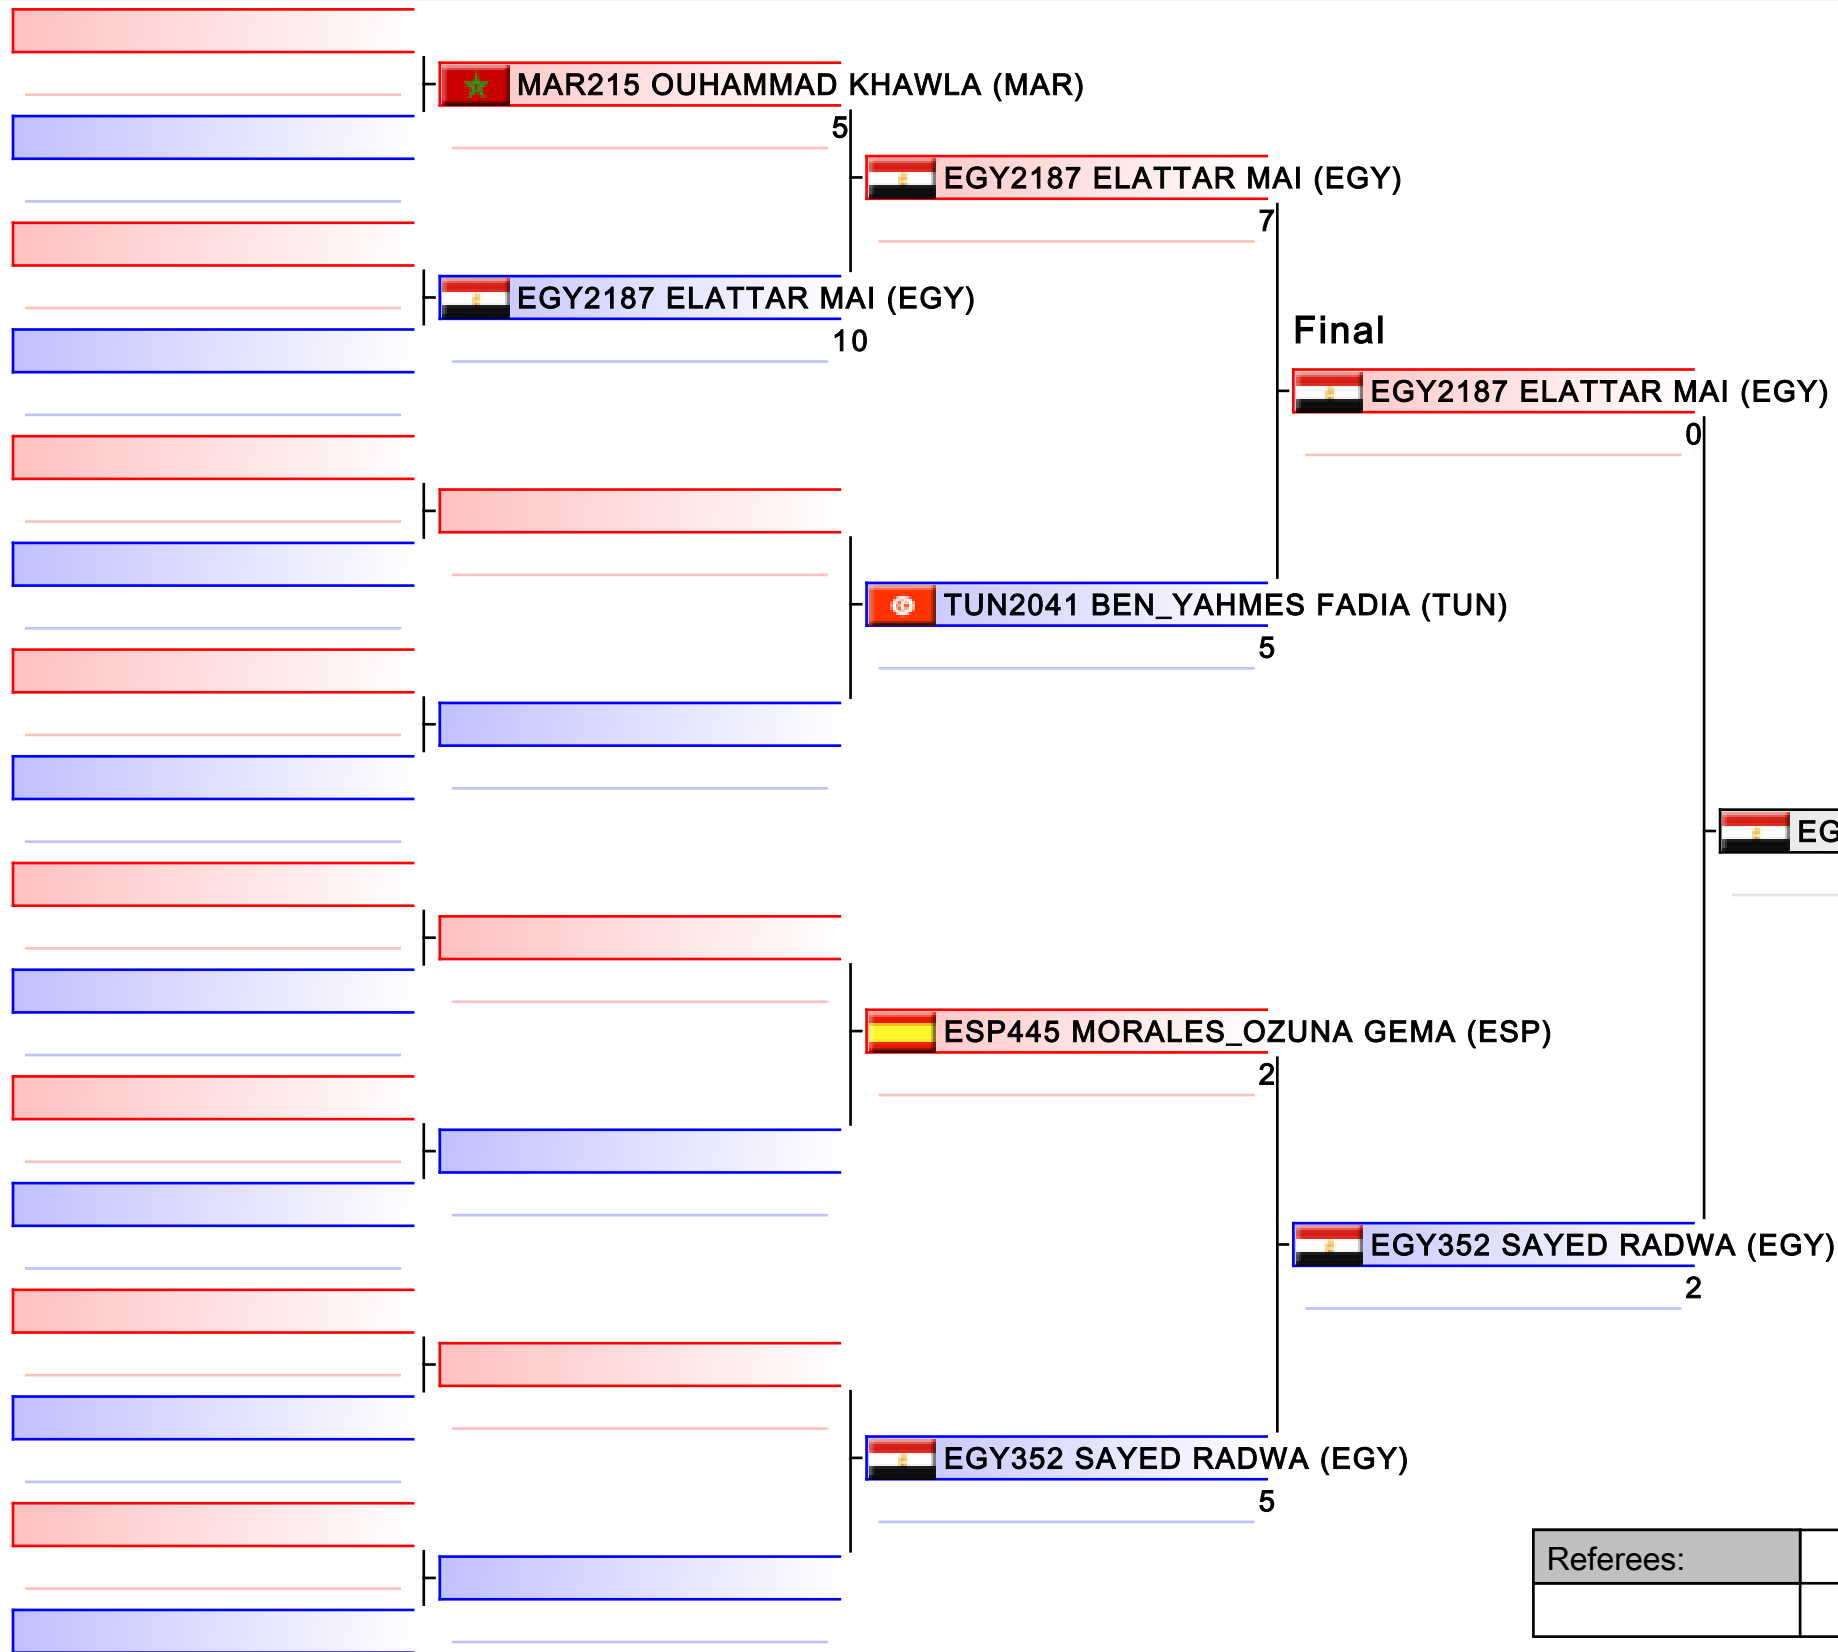 MAR215 OUHAMMAD KHAWLA (MAR)
5
EGY2187 ELATTAR MAI (EGY)
7
EGY2187 ELATTAR MAI (EGY)
10
Final
EGY2187 ELATTAR MAI (EGY)
0
TUN2041 BEN_YAHMES FADIA (TUN)
5
EG
ESP445 MORALES_OZUNA GEMA (ESP)
2
EGY352 SAYED RADWA (EGY)
2
EGY352 SAYED RADWA (EGY)
5
Referees: